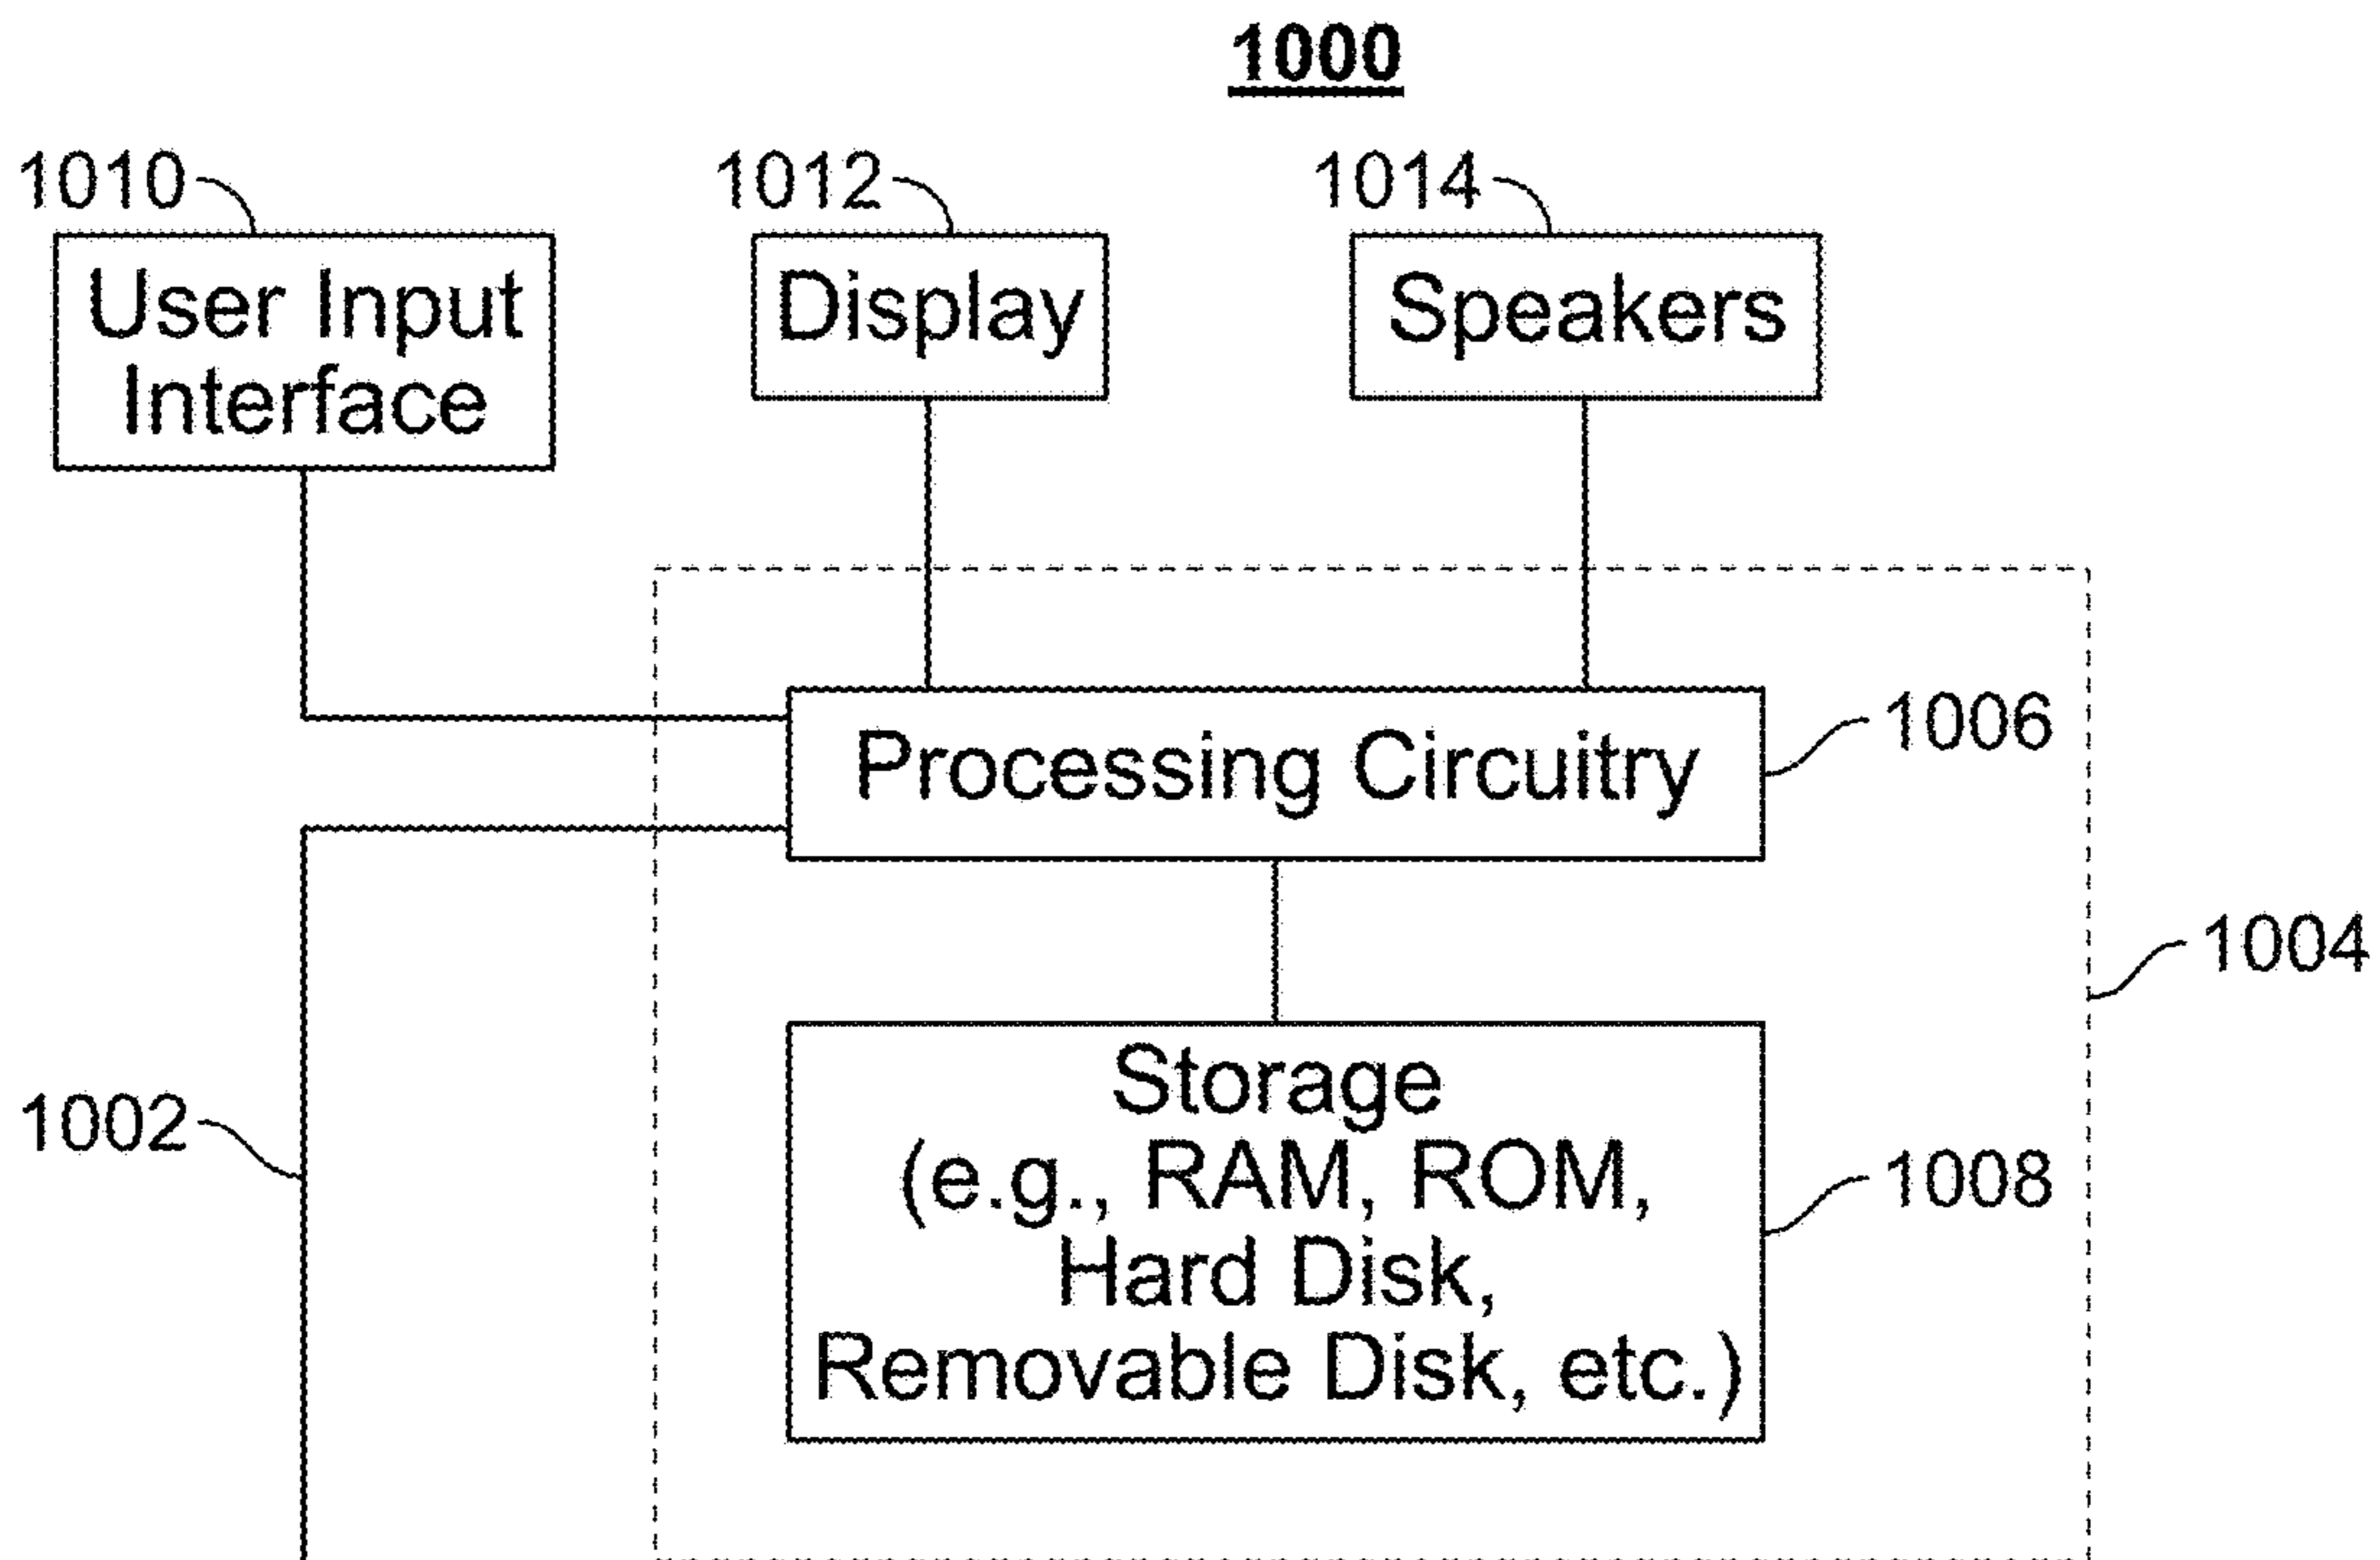 1000
1010
1012
1014
User Input
Interface
Display
Speakers
Processing Circuitry
1006
1004
Storage
(e.g., RAM, ROM,
Hard Disk,
Removable Disk, etc.)
1002
1008